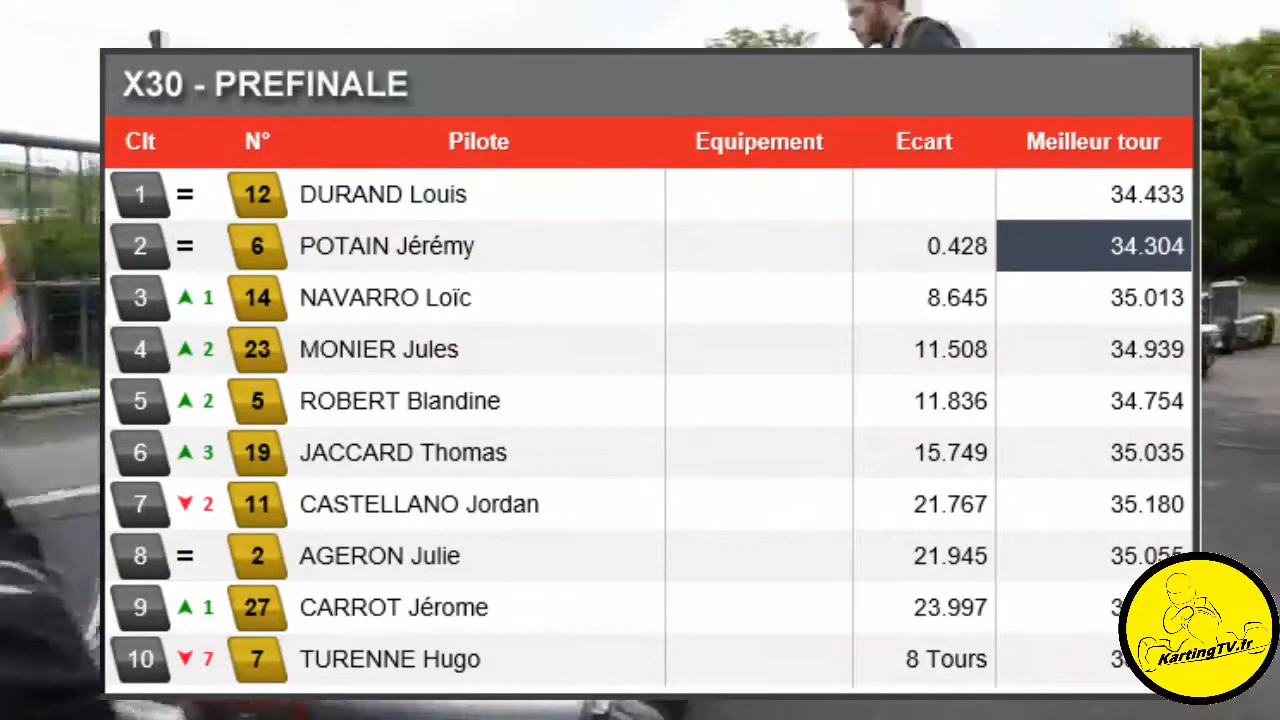 X30 - PREFINALE
Clt N° Pilote Equipement Ecart Meilleur tour
1 = 12 DURAND Louis 34.433
2 = 6 POTAIN Jérémy 0.428 34.304
3 1 14 NAVARRO Loïc 8.645 35.013
4 2 23 MONIER Jules 11.508 34.939
5 2 5 ROBERT Blandine 11.836 34.754
6 3 19 JACCARD Thomas 15.749 35.035
7 2 11 CASTELLANO Jordan 21.767 35.180
8 = 2 AGERON Julie 21.945 35.055
9 1 27 CARROT Jérome 23.997
10 7 7 TURENNE Hugo 8 Tours
KartingTV.fr